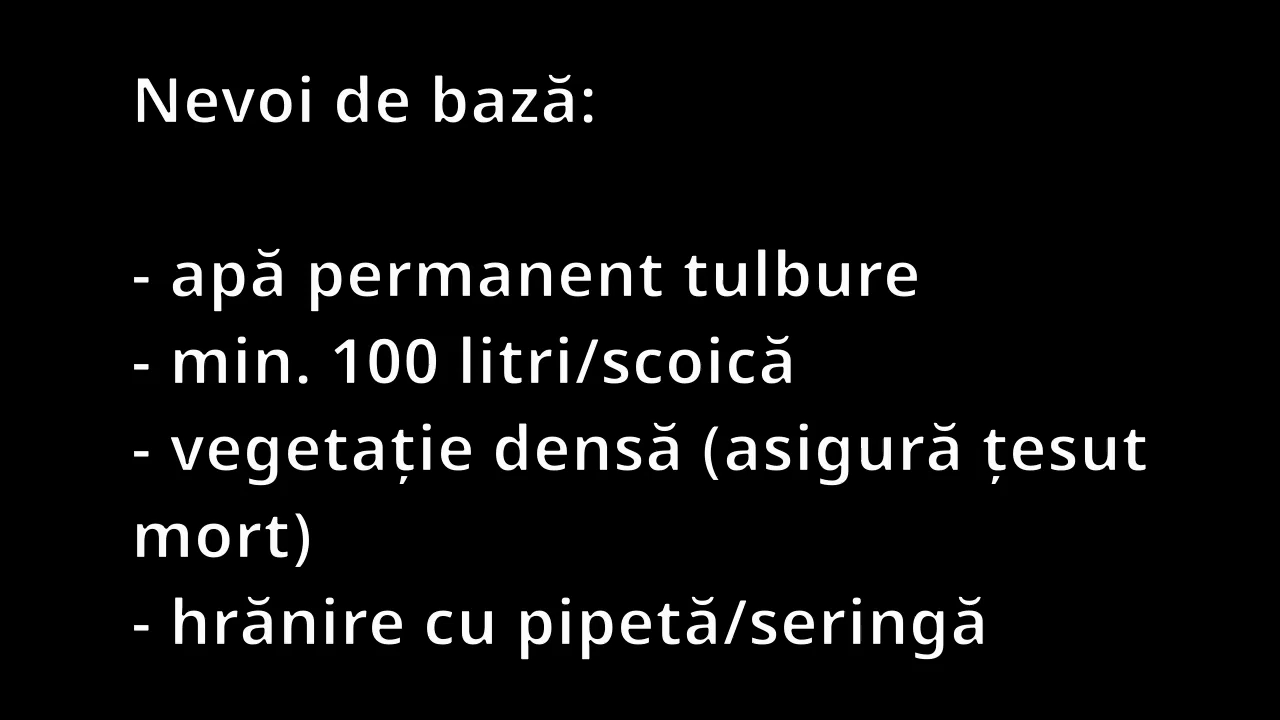 Nevoi de bază:
- apă permanent tulbure
- min. 100 litri/scoică
- vegetație densă (asigură țesut
mort)
- hrănire cu pipetă/seringă